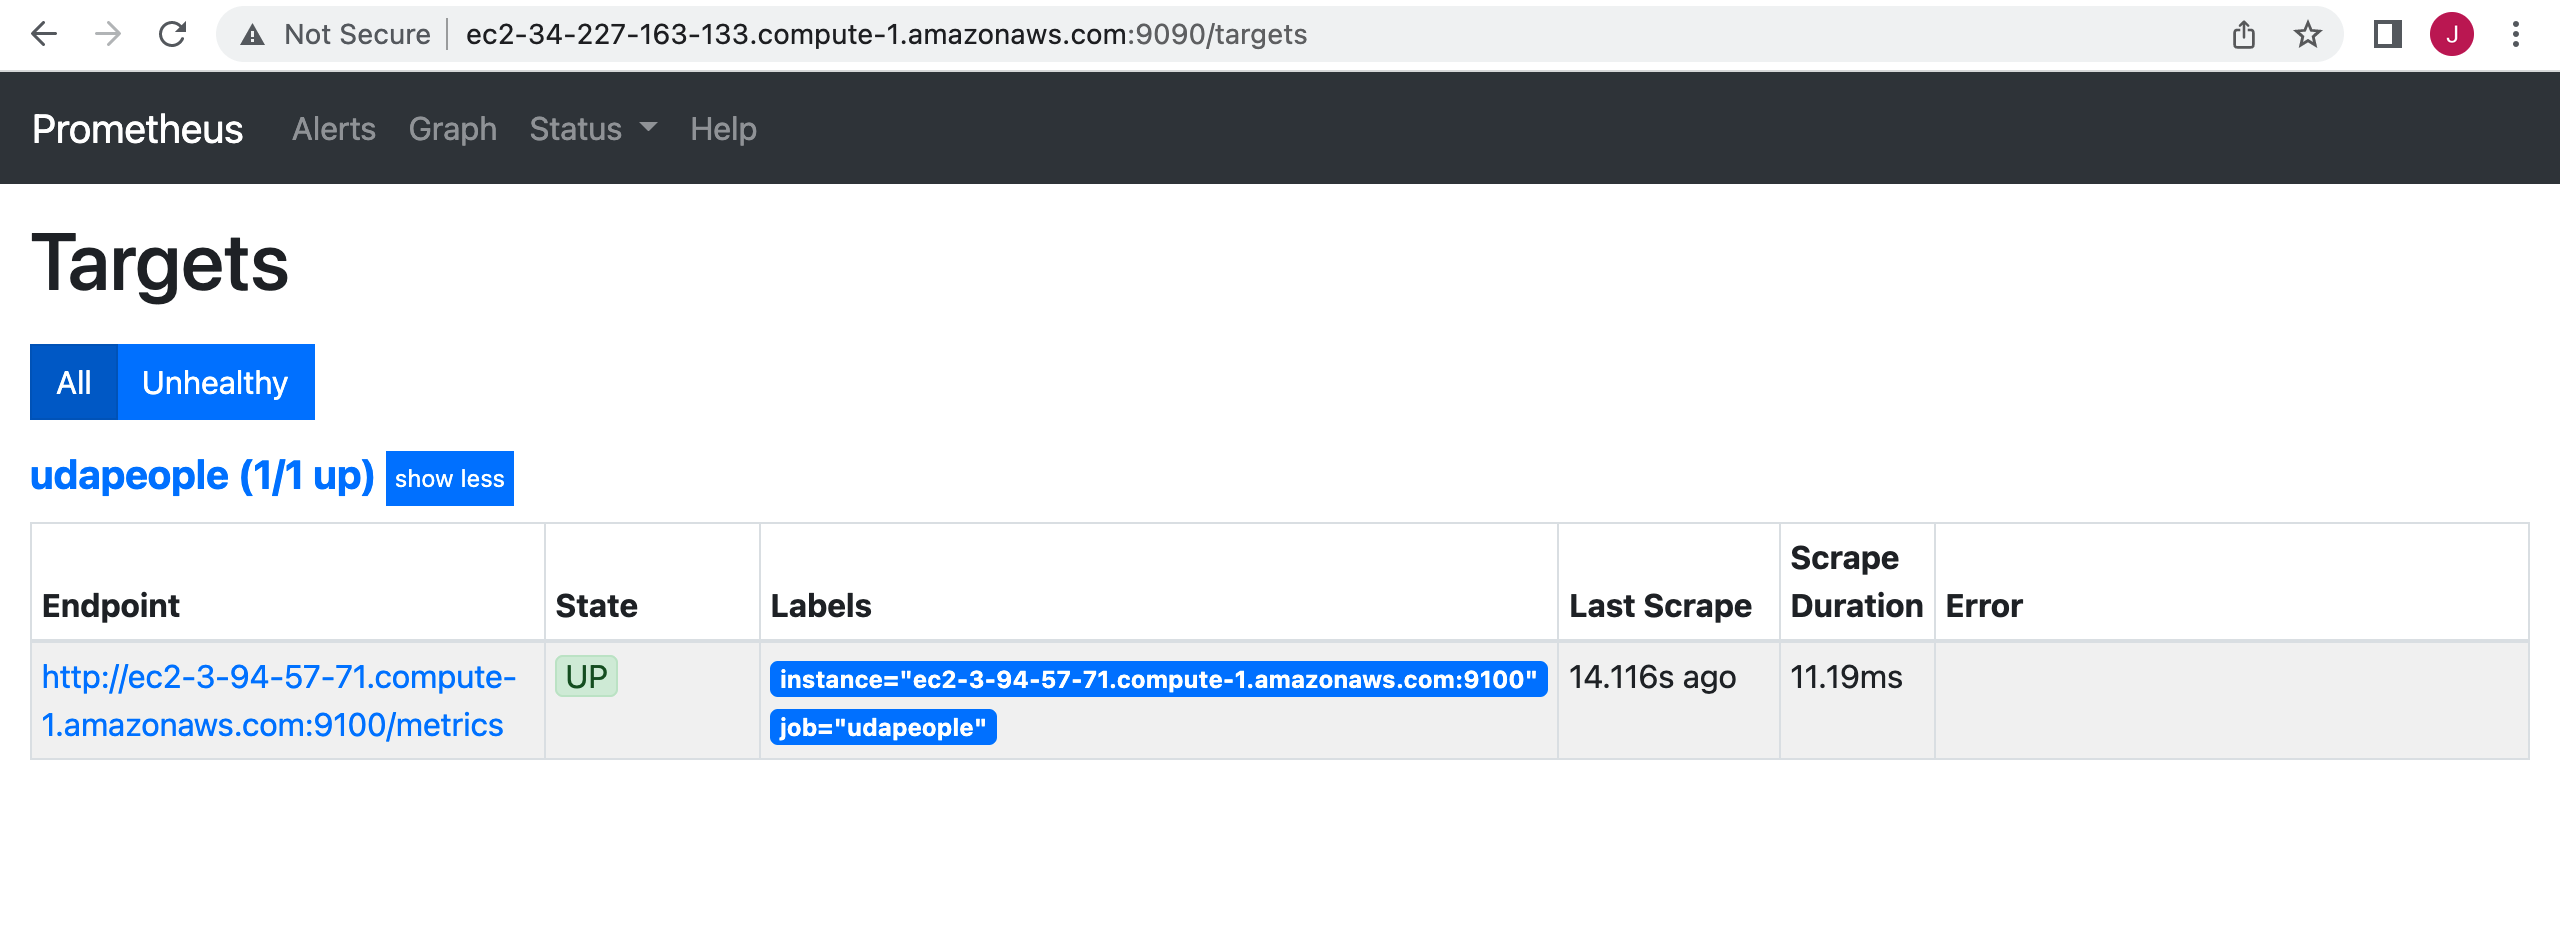 Not Secure ec2-34-227-163-133.compute-1.amazonaws.com:9090/targets J
Prometheus Alerts Graph Status Help
Targets
All Unhealthy
udapeople (1/1 up) show less
Endpoint State Labels Last Scrape Scrape Duration Error
http://ec2-3-94-57-71.compute-
1.amazonaws.com:9100/metrics
UP
instance="ec2-3-94-57-71.compute-1.amazonaws.com:9100"
job="udapeople"
14.116s ago
11.19ms